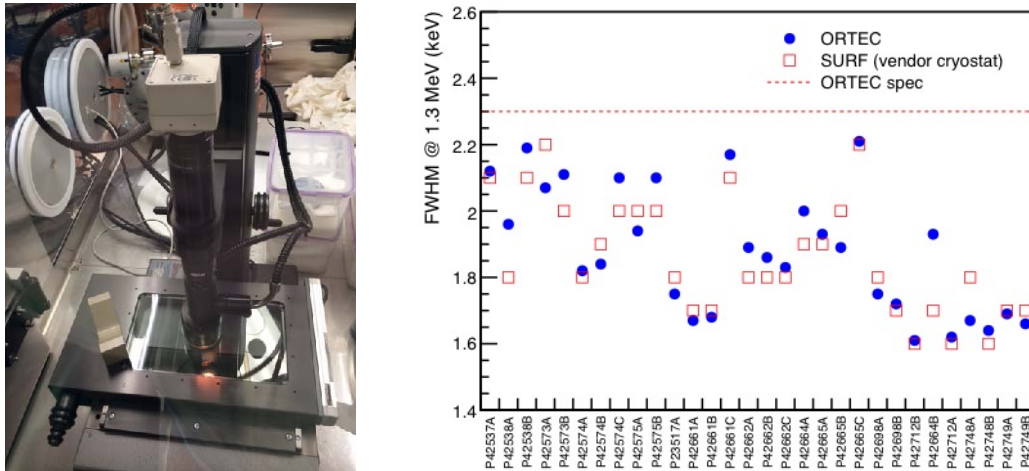 2.6
2.4
2.2
2
1.8
1.6
1.4
FWHM @ 1.3 MeV (keV)
ORTEC
SURF (vendor cryostat)
ORTEC spec
P42537A
P42538A
P42538B
P42573A
P42573B
P42574A
P42574B
P42574C
P42575A
P42575B
P23517A
P42661A
P42661B
P42661C
P42662A
P42662B
P42662C
P42664A
P42665A
P42665B
P42665C
P42698A
P42698B
P42712B
P42664B
P42712A
P42748A
P42748B
P42749A
P42749B